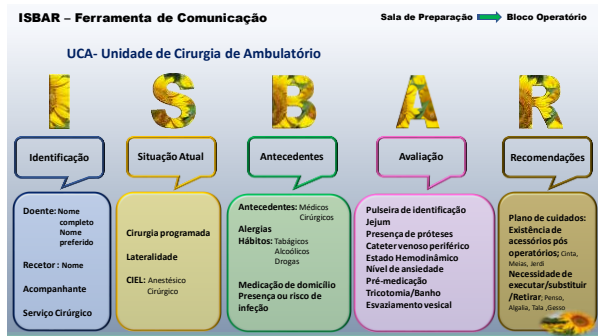 ISBAR – Ferramenta de Comunicação
Sala de Preparação Bloco Operatório
UCA- Unidade de Cirurgia de Ambulatório
I S B A R
Identificação
Doente: Nome
completo
Nome
preferido
Recetor : Nome
Acompanhante
Serviço Cirúrgico
Situação Atual
Cirurgia programada
Lateralidade
CIEL: Anestésico
Cirúrgico
Antecedentes
Antecedentes: Médicos
Cirúrgicos
Alergias
Hábitos: Tabágicos
Alcoólicos
Drogas
Medicação de domicílio
Presença ou risco de
infeção
Avaliação
Pulseira de identificação
Jejum
Presença de próteses
Cateter venoso periférico
Estado Hemodinâmico
Nível de ansiedade
Pré-medicação
Tricotomia/Banho
Esvaziamento vesical
Recomendações
Plano de cuidados:
Existência de
acessórios pós
operatórios; Cinta,
Meias, Jerdi
Necessidade de
executar/substituir
/Retirar; Penso,
Algalia, Tala ,Gesso